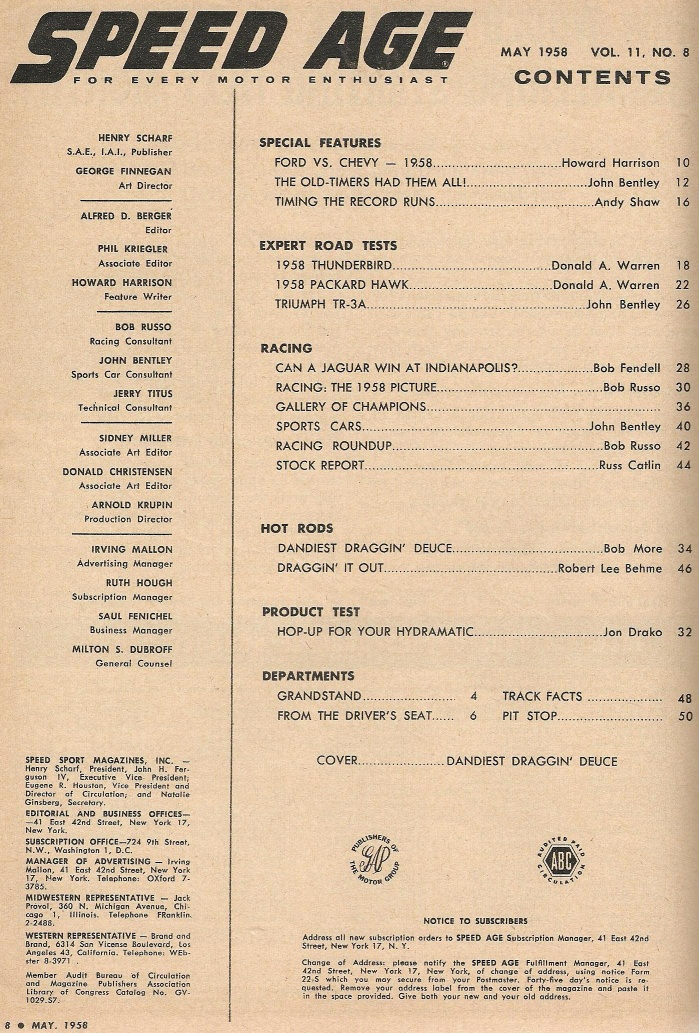 SPEED AGE
FOR EVERY MOTOR ENTHUSIAST
MAY 1958 VOL. 11, NO. 8
CONTENTS
HENRY SCHARF
S.A.E., I.A.I., Publisher
GEORGE FINNEGAN
Art Director
ALFRED D. BERGER
Editor
PHIL KRIEGLER
Associate Editor
HOWARD HARRISON
Feature Writer
BOB RUSSO
Racing Consultant
JOHN BENTLEY
Sports Car Consultant
JERRY TITUS
Technical Consultant
SIDNEY MILLER
Associate Art Editor
DONALD CHRISTENSEN
Associate Art Editor
ARNOLD KRUPIN
Production Director
IRVING MALLON
Advertising Manager
RUTH HOUGH
Subscription Manager
SAUL FENICHEL
Business Manager
MILTON S. DUBROFF
General Counsel
SPEED SPORT MAGAZINES, INC. —
Henry Scharf, President, John H. Fer-
guson IV, Executive Vice President;
Eugene R. Houston, Vice President and
Director of Circulation; and Natalie
Ginsberg, Secretary.
EDITORIAL AND BUSINESS OFFICES—
—41 East 42nd Street, New York 17,
New York.
SUBSCRIPTION OFFICE—724 9th Street,
N.W., Washington 1, D.C.
MANAGER OF ADVERTISING — Irving
Mallon, 41 East 42nd Street, New York
17, New York. Telephone: OXford 7-
3785.
MIDWESTERN REPRESENTATIVE — Jack
Provol, 360 N. Michigan Avenue, Chi-
cago 1, Illinois. Telephone FRanklin
2-2488.
WESTERN REPRESENTATIVE — Brand and
Brand, 6314 San Vicense Boulevard, Los
Angeles 43, California. Telephone: WEb-
ster 8-3971 .
Member Audit Bureau of Circulation
and Magazine Publishers Association
Library of Congress Catalog No. GV-
1029.S7.
SPECIAL FEATURES
FORD VS. CHEVY — 1958..............................Howard Harrison 10
THE OLD-TIMERS HAD THEM ALL!............................John Bentley 12
TIMING THE RECORD RUNS.................................Andy Shaw 16
EXPERT ROAD TESTS
1958 THUNDERBIRD.....................................Donald A. Warren 18
1958 PACKARD HAWK..................................Donald A. Warren 22
TRIUMPH TR-3A...................................................John Bentley 26
RACING
CAN A JAGUAR WIN AT INDIANAPOLIS?..................Bob Fendell 28
RACING: THE 1958 PICTURE......................................Bob Russo 30
GALLERY OF CHAMPIONS...................................................... 36
SPORTS CARS....................................................John Bentley 40
RACING ROUNDUP.................................................Bob Russo 42
STOCK REPORT......................................................Russ Catlin 44
HOT RODS
DANDIEST DRAGGIN' DEUCE...................................Bob More 34
DRAGGIN' IT OUT.........................................Robert Lee Behme 46
PRODUCT TEST
HOP-UP FOR YOUR HYDRAMATIC..............................Jon Drako 32
DEPARTMENTS
GRANDSTAND...................... 4 TRACK FACTS .................. 48
FROM THE DRIVER'S SEAT...... 6 PIT STOP......................... 50
COVER.....................DANDIEST DRAGGIN' DEUCE
PUBLISHERS OF
GAP
THE MOTOR GROUP
AUDITED PAID
ABC
CIRCULATION
NOTICE TO SUBSCRIBERS
Address all new subscription orders to SPEED AGE Subscription Manager, 41 East 42nd
Street, New York 17, N. Y.
Change of Address: please notify the SPEED AGE Fulfillment Manager, 41 East
42nd Street, New York 17, New York, of change of address, using notice Form
22-S which you may secure from your Postmaster. Forty-five day's notice is re-
quested. Remove your address label from the cover of the magazine and paste it
in the space provided. Give both your new and your old address.
8 ● MAY, 1958